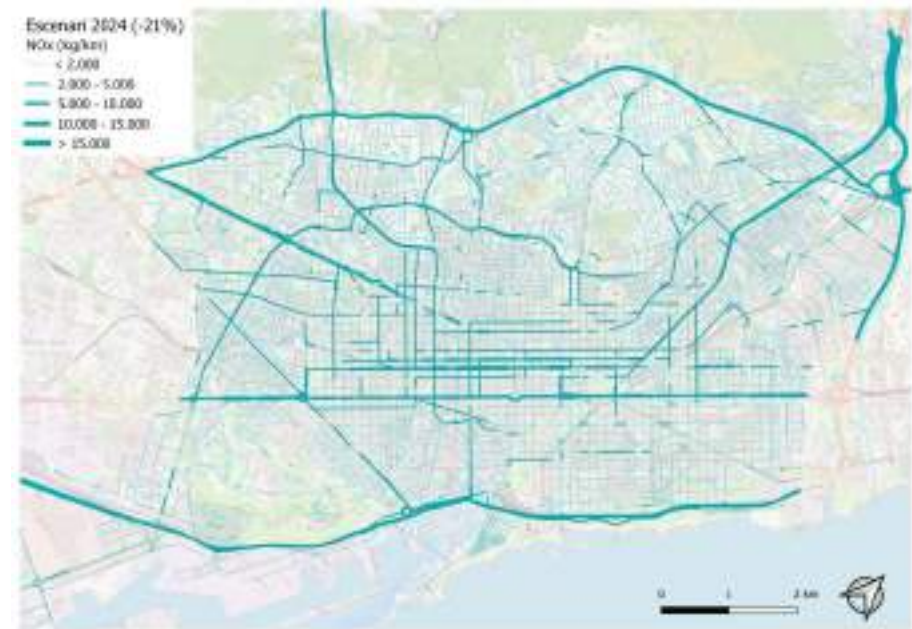 Escenari 2024 (-21%)
NOx (kg/km)
< 2.000
2.000 - 5.000
5.000 - 10.000
10.000 - 15.000
> 15.000
0 1 2 km